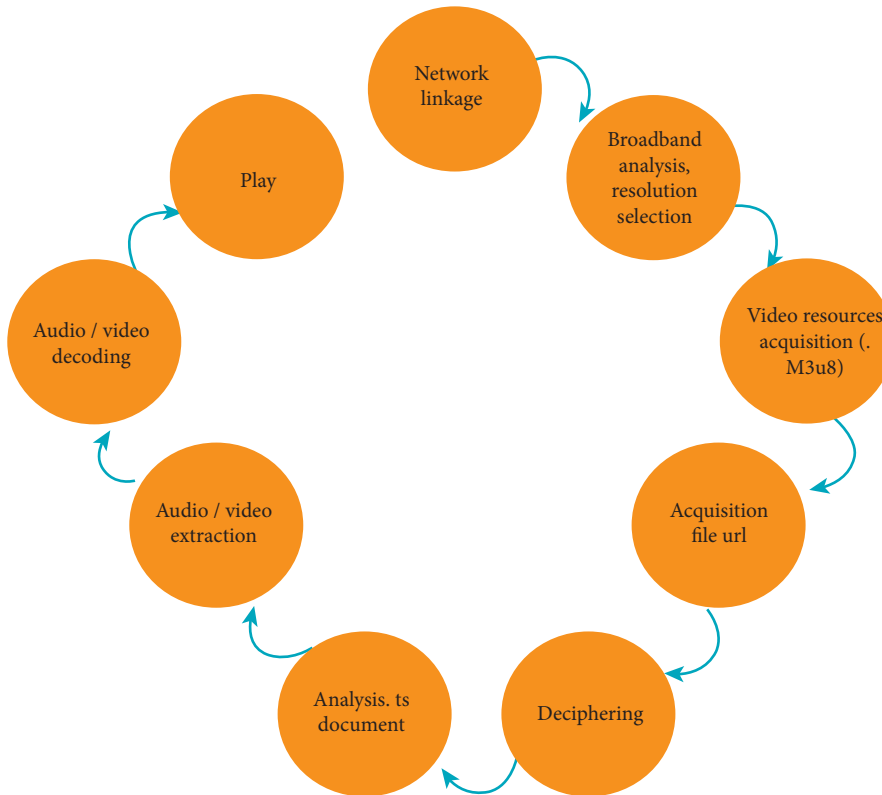 Network
linkage
Broadband
analysis,
resolution
selection
Video resources
acquisition (.
M3u8)
Acquisition
file url
Deciphering
Analysis. ts
document
Audio / video
extraction
Audio / video
decoding
Play